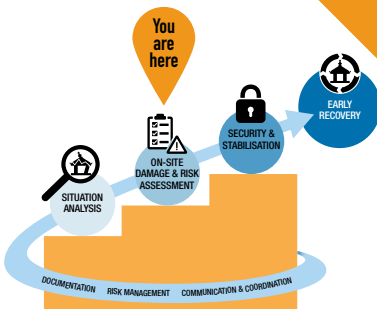 You
are
here
EARLY
RECOVERY
SECURITY &
STABILISATION
ON-SITE
DAMAGE & RISK
ASSESSMENT
SITUATION
ANALYSIS
DOCUMENTATION RISK MANAGEMENT COMMUNICATION & COORDINATION